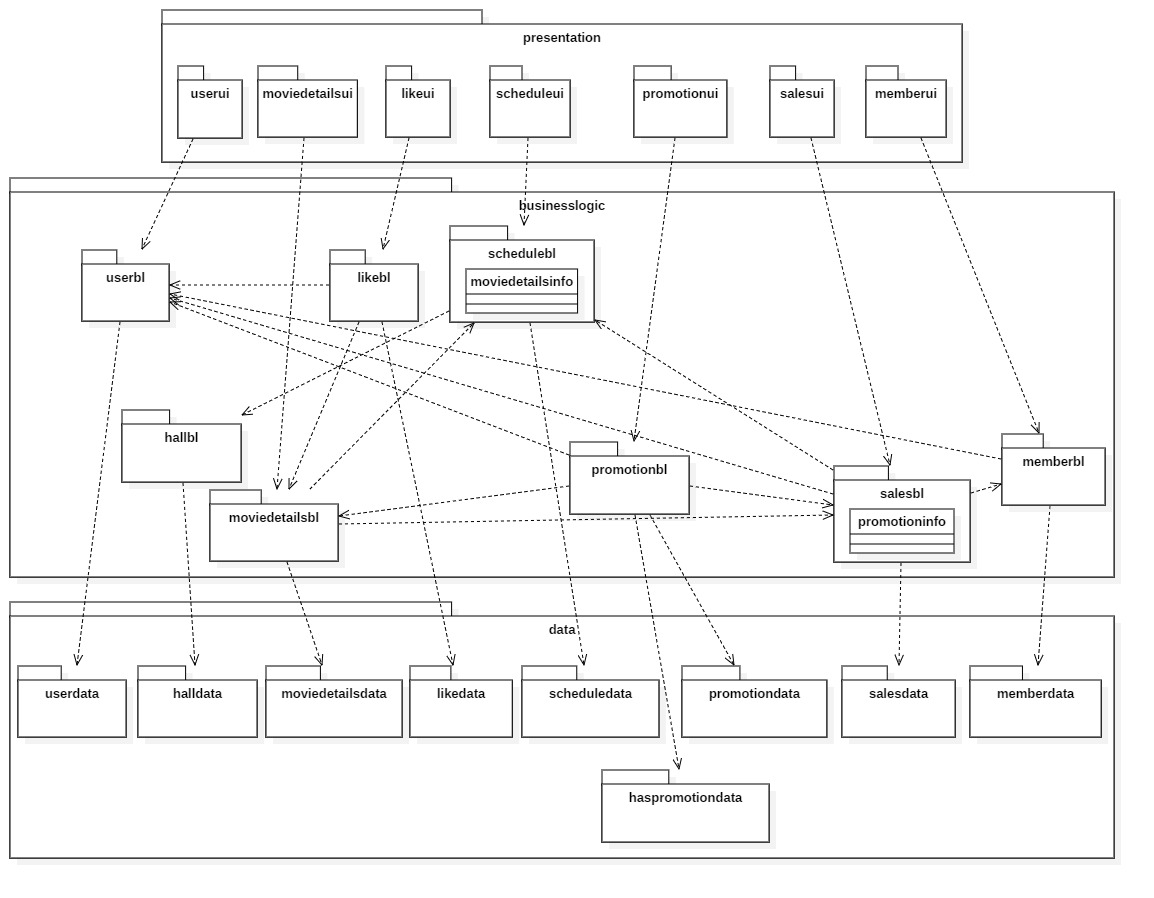 presentation
userui
moviedetailsui
likeui
scheduleui
promotionui
salesui
memberui
businesslogic
userbl
likebl
schedulebl
moviedetailsinfo
hallbl
moviedetailsbl
promotionbl
salesbl
promotioninfo
memberbl
data
userdata
halldata
moviedetailsdata
likedata
scheduledata
promotiondata
salesdata
memberdata
haspromotiondata